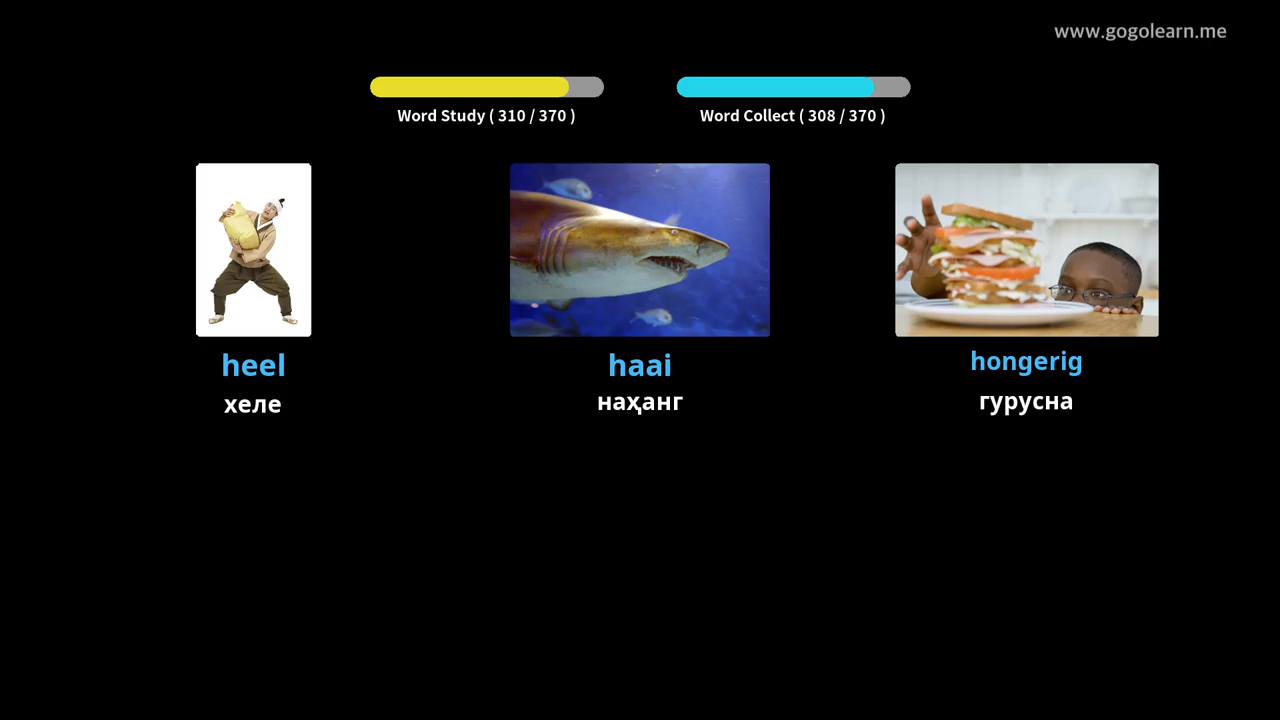 www.gogolearn.me
Word Study ( 310 / 370 )
Word Collect ( 308 / 370 )
heel
haai
hongerig
хеле
наҳанг
гурусна